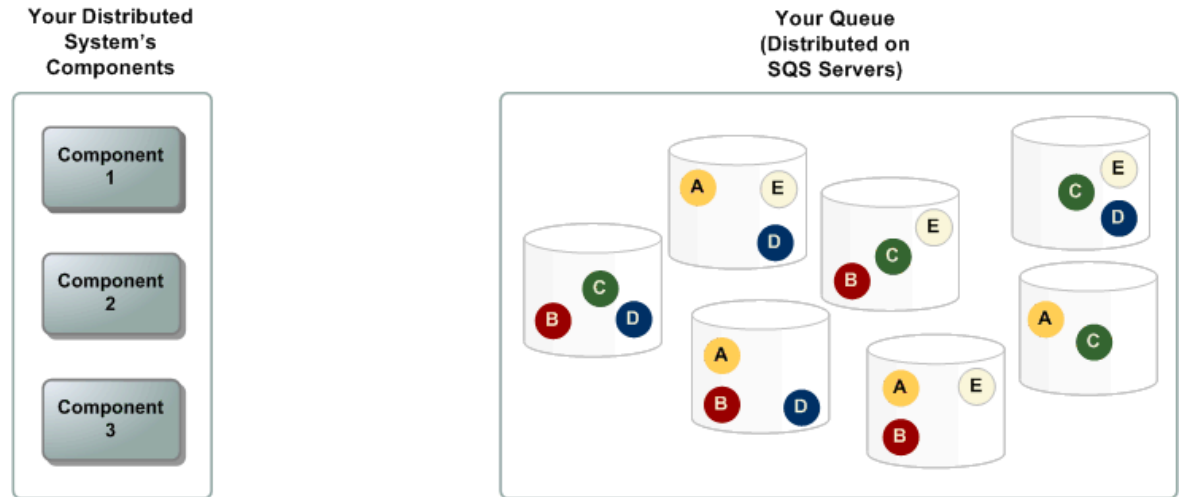 Your Distributed
System's
Components
Component
1
Component
2
Component
3
Your Queue
(Distributed on
SQS Servers)
B
C
D
A
E
D
B
C
E
C
E
D
A
B
D
A
E
B
A
C